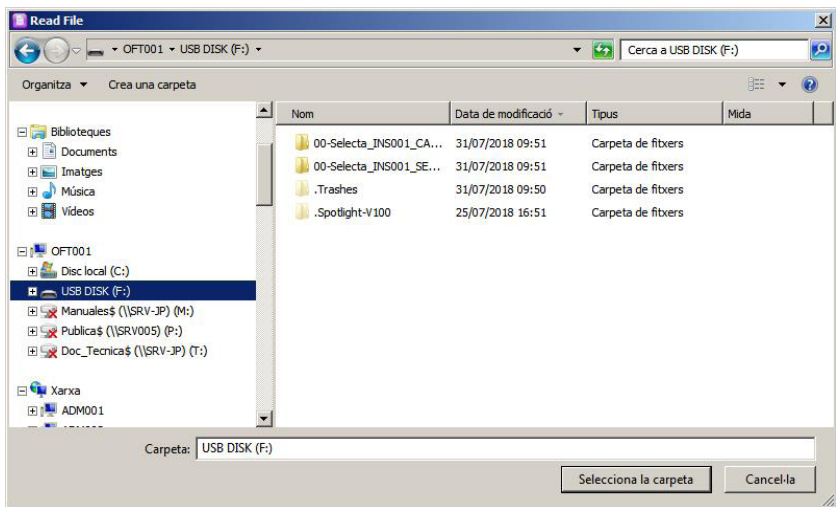 Read File
OFT001 USB DISK (F:)
Cerca a USB DISK (F:)
Organitza Crea una carpeta
Biblioteques
Documents
Imatges
Música
Vídeos
OFT001
Disc local (C:)
USB DISK (F:)
Manuales$ (\\SRV-JP) (M:)
Publica$ (\\SRV005) (P:)
Doc_Tecnica$ (\\SRV-JP) (T:)
Xarxa
ADM001
Nom Data de modificació Tipus Mida
00-Selecta_INS001_CA... 31/07/2018 09:51 Carpeta de fitxers
00-Selecta_INS001_SE... 31/07/2018 09:51 Carpeta de fitxers
.Trashes 31/07/2018 09:50 Carpeta de fitxers
.Spotlight-V100 25/07/2018 16:51 Carpeta de fitxers
Carpeta: USB DISK (F:)
Selecciona la carpeta Cancel·la